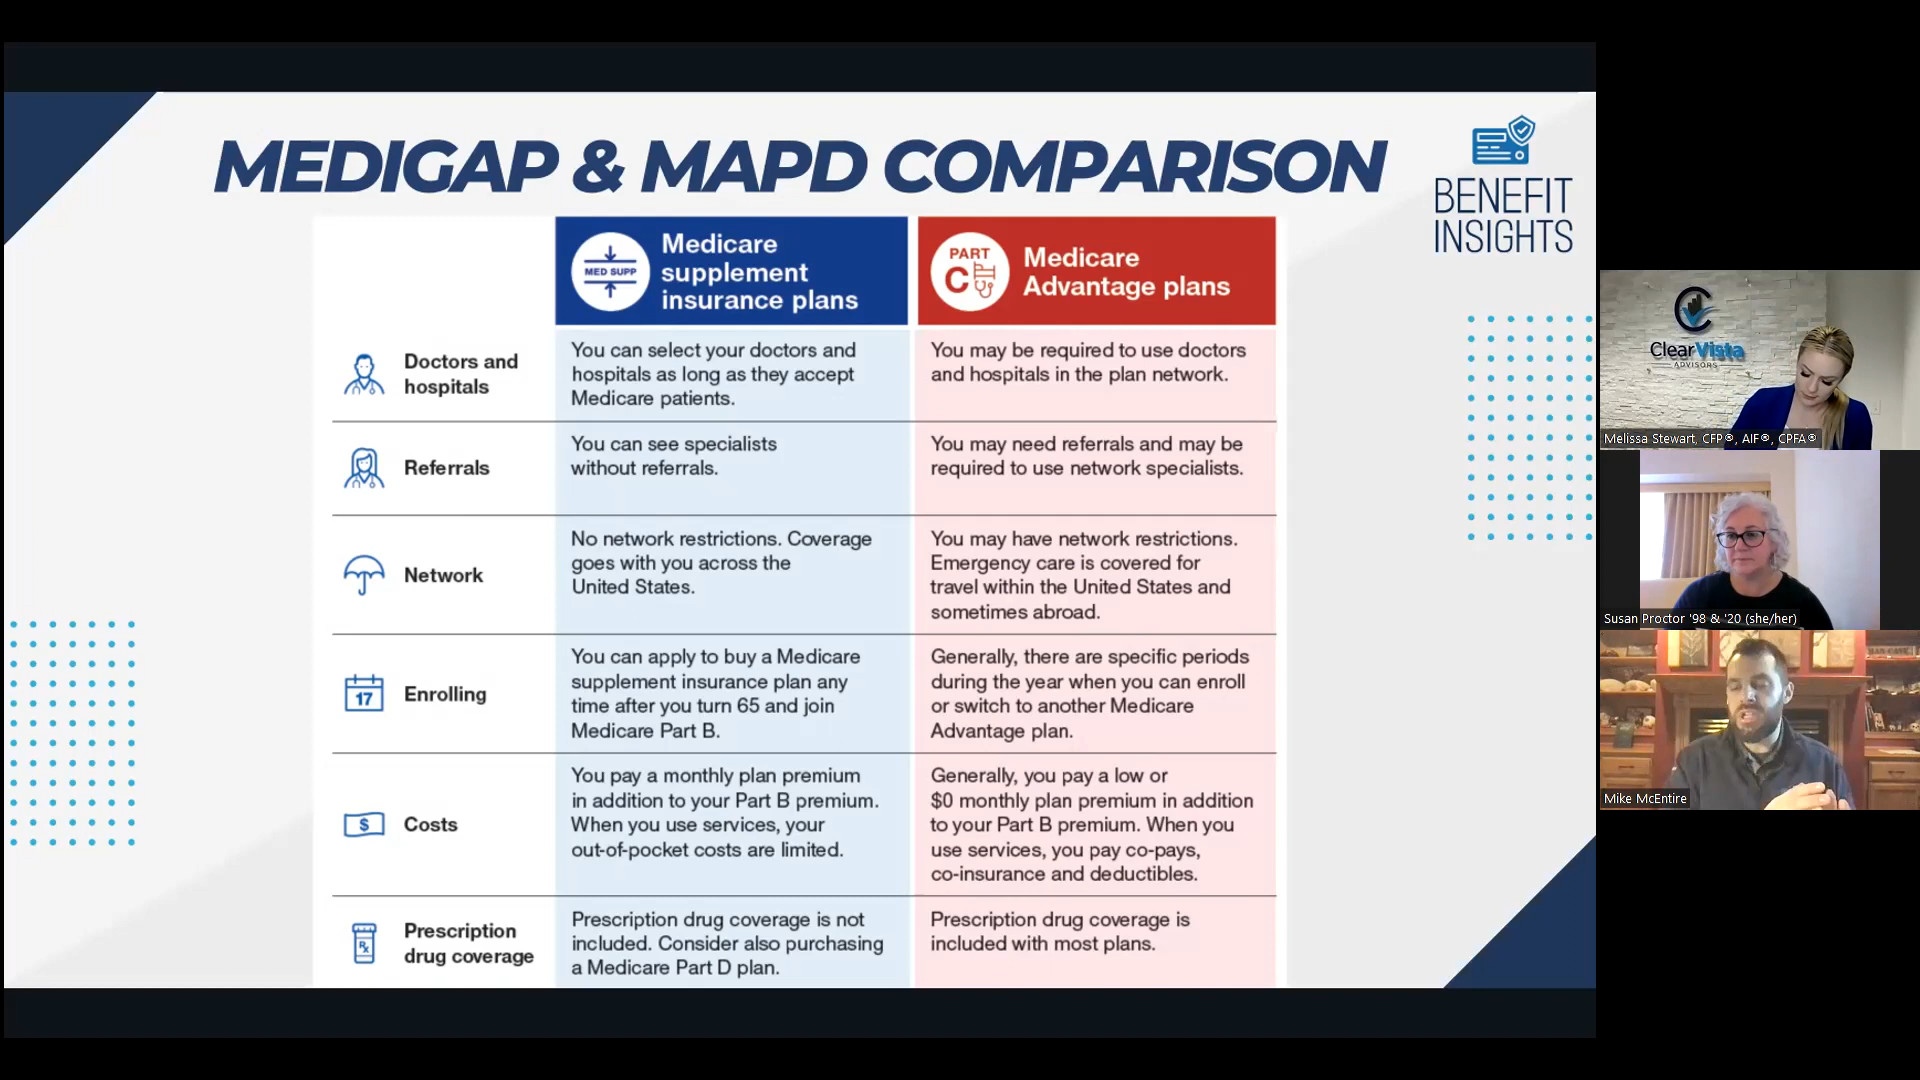 MEDIGAP & MAPD COMPARISON
BENEFIT
INSIGHTS
MED SUPP
Medicare
supplement
insurance plans
PART
C
Medicare
Advantage plans
Doctors and
hospitals
You can select your doctors and
hospitals as long as they accept
Medicare patients.
You may be required to use doctors
and hospitals in the plan network.
Referrals
You can see specialists
without referrals.
You may need referrals and may be
required to use network specialists.
Network
No network restrictions. Coverage
goes with you across the
United States.
You may have network restrictions.
Emergency care is covered for
travel within the United States and
sometimes abroad.
17
Enrolling
You can apply to buy a Medicare
supplement insurance plan any
time after you turn 65 and join
Medicare Part B.
Generally, there are specific periods
during the year when you can enroll
or switch to another Medicare
Advantage plan.
$
Costs
You pay a monthly plan premium
in addition to your Part B premium.
When you use services, your
out-of-pocket costs are limited.
Generally, you pay a low or
$0 monthly plan premium in addition
to your Part B premium. When you
use services, you pay co-pays,
co-insurance and deductibles.
Rx
Prescription
drug coverage
Prescription drug coverage is not
included. Consider also purchasing
a Medicare Part D plan.
Prescription drug coverage is
included with most plans.
ClearVista
ADVISORS
Melissa Stewart, CFP®, AIF®, CPFA®
Susan Proctor '98 & '20 (she/her)
Mike McEntire